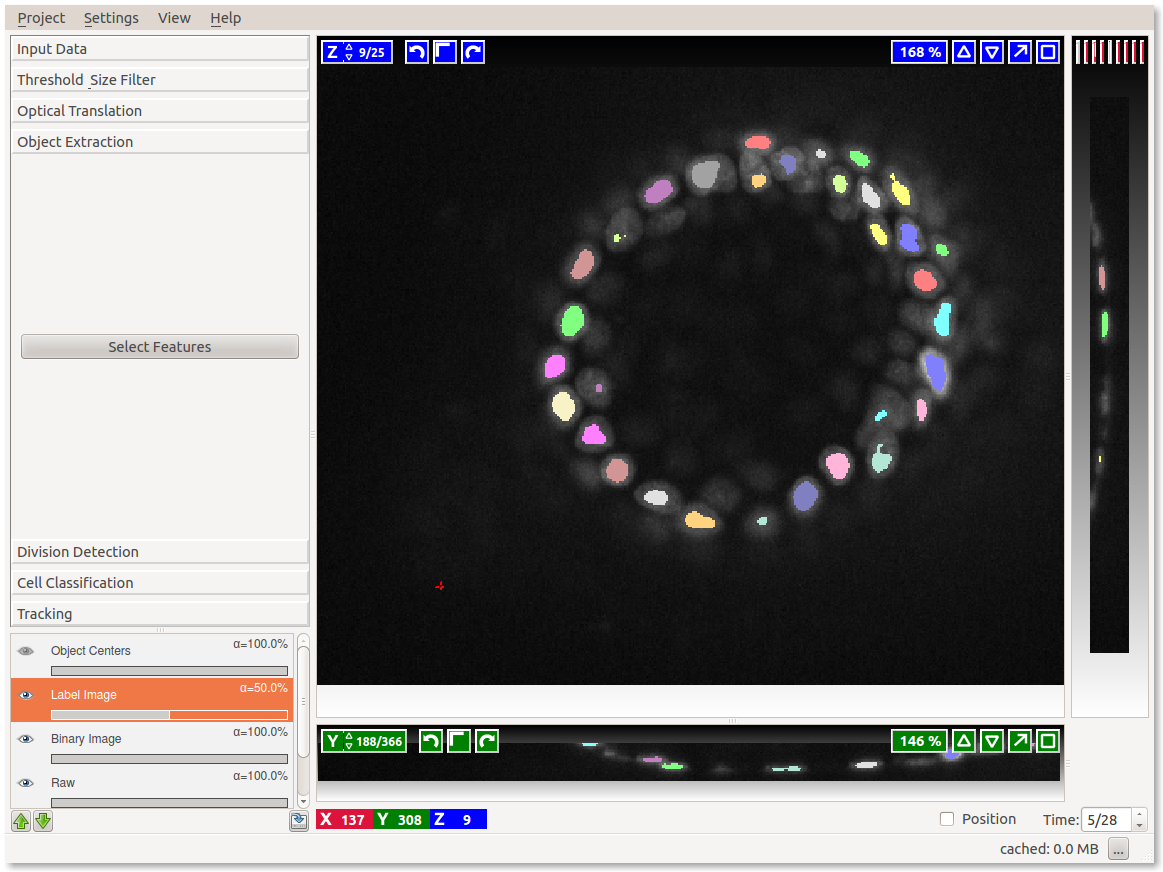 Project Settings View Help
Input Data
Threshold_Size Filter
Optical Translation
Object Extraction
Select Features
Division Detection
Cell Classification
Tracking
Object Centers α=100.0%
Label Image α=50.0%
Binary Image α=100.0%
Raw α=100.0%
Z 9/25 168 %
Y 188/366 146 %
X 137 Y 308 Z 9
Position Time: 5/28
cached: 0.0 MB ...